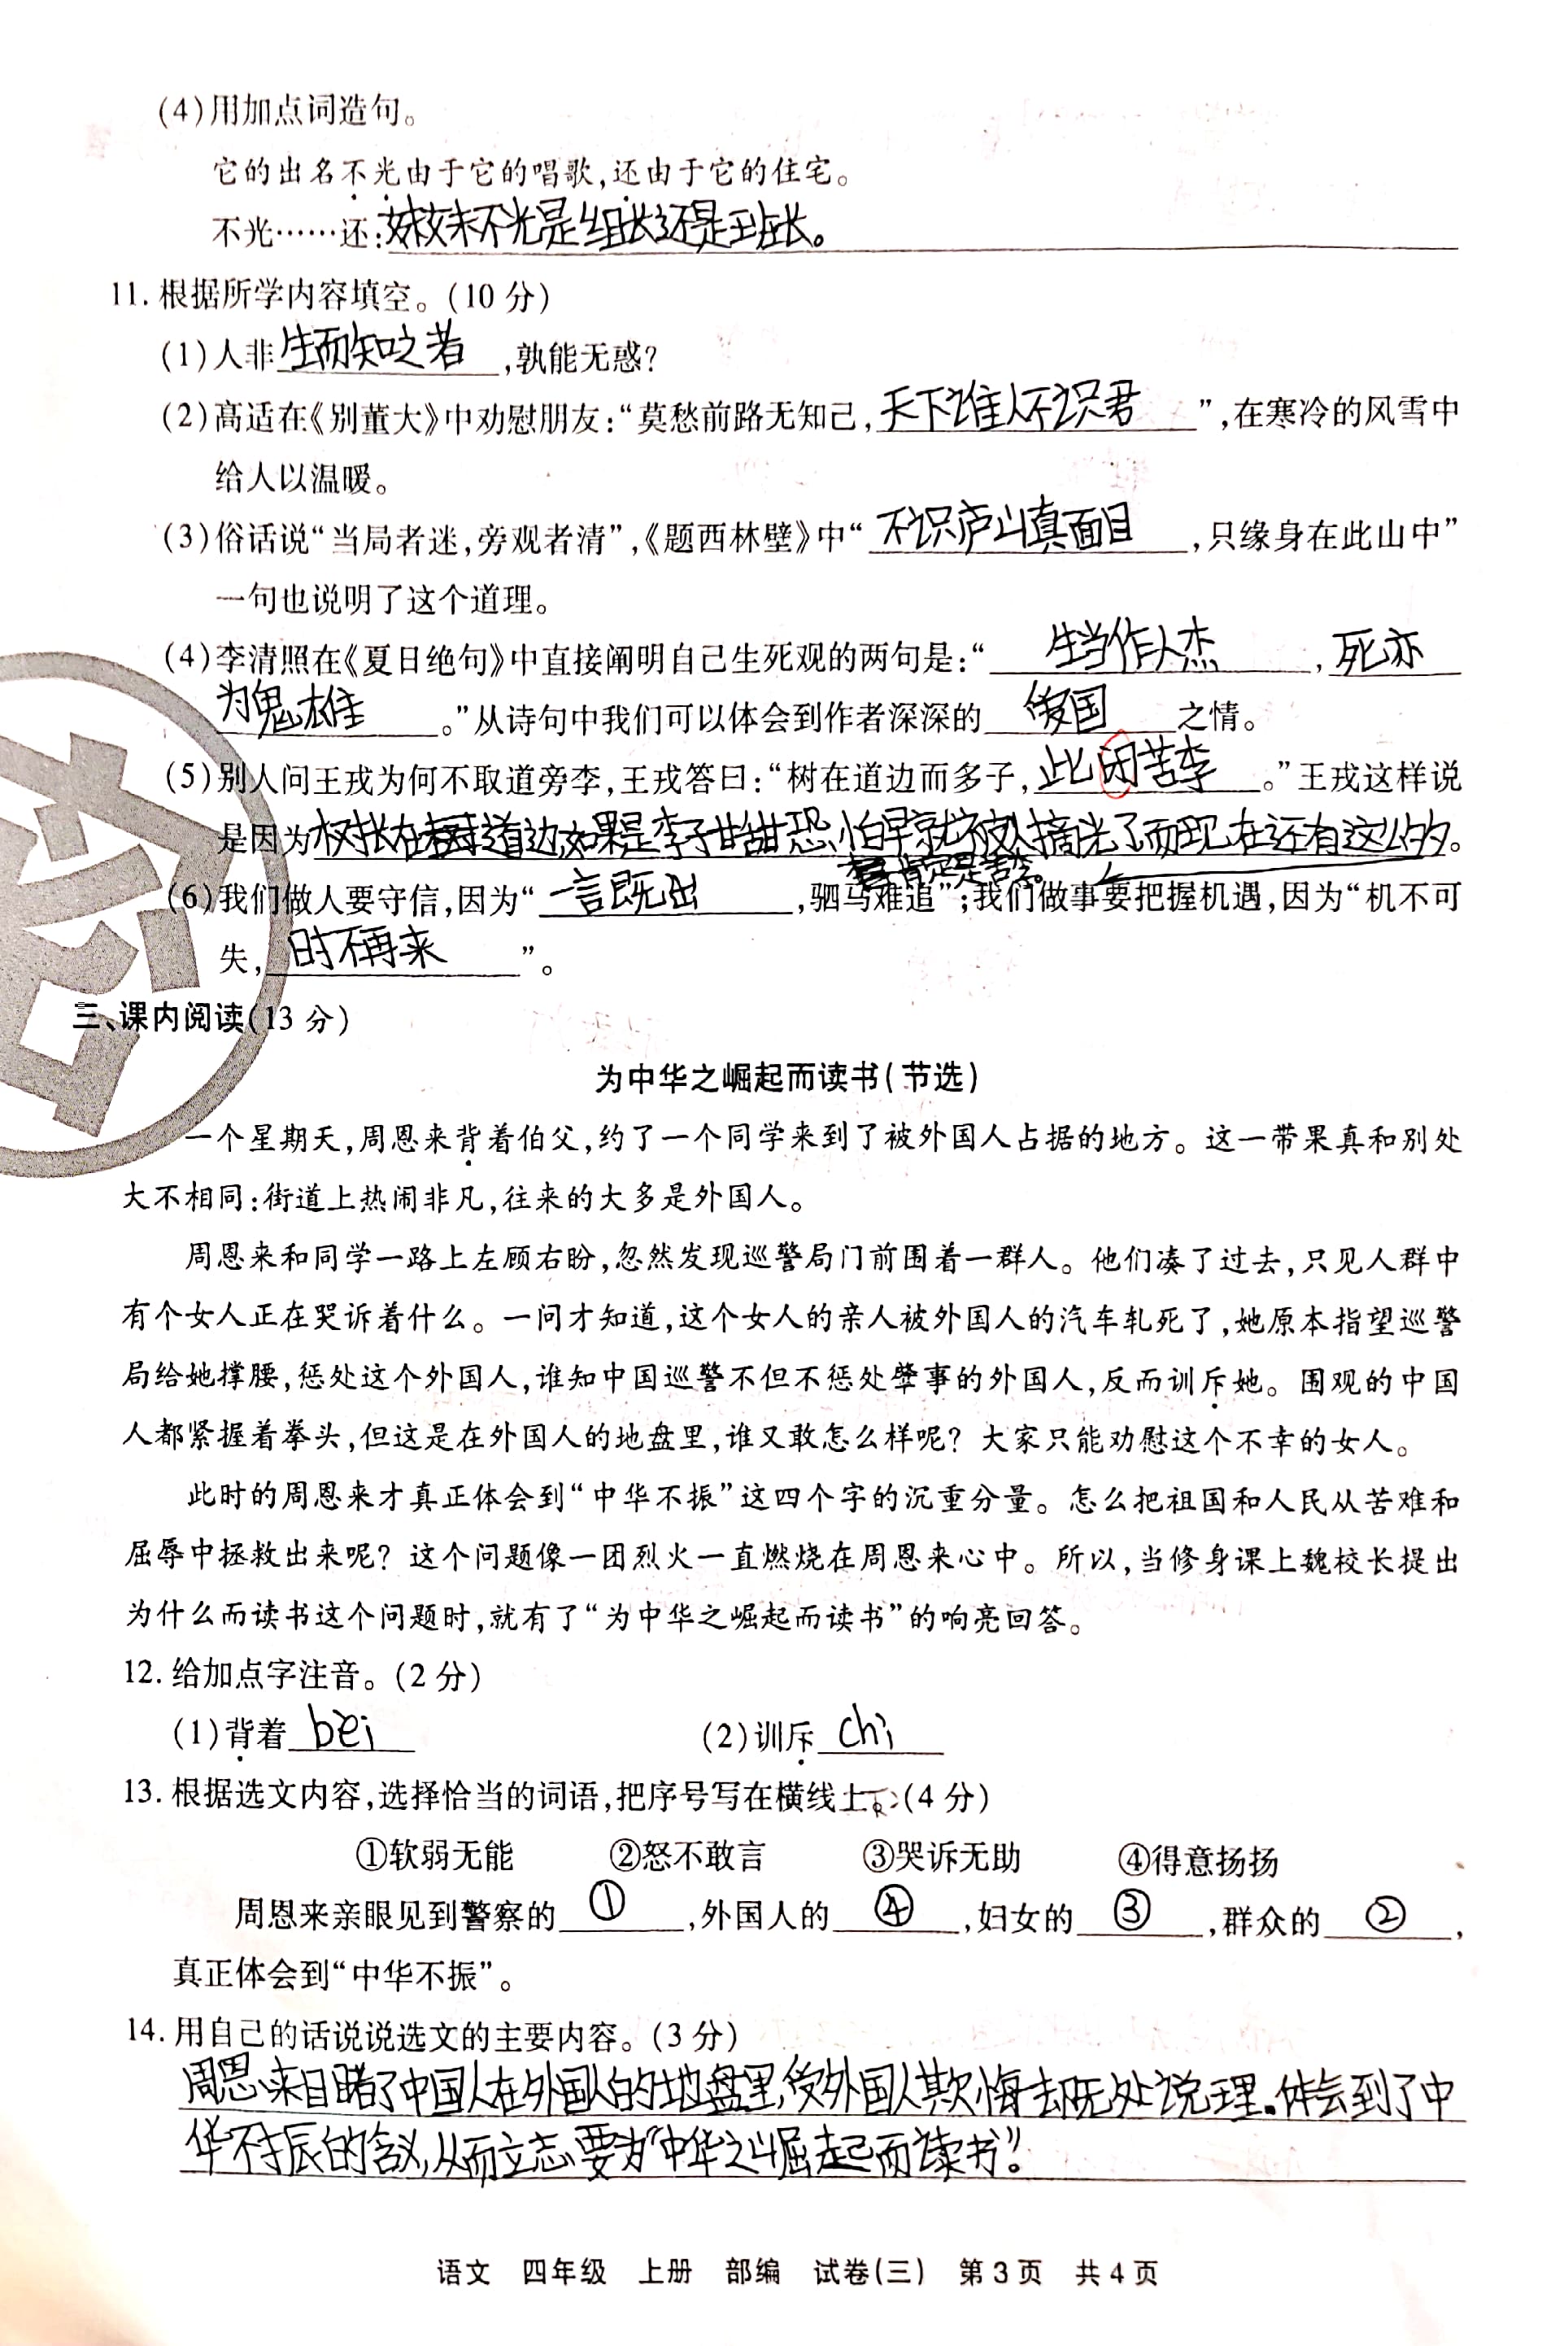 (4)用加点词造句。
它的出名不光由于它的唱歌,还由于它的住宅。
不光……还:妹妹不光是组长还是班长。
11. 根据所学内容填空。(10 分)
(1)人非生而知之者,孰能无惑?
(2)高适在《别董大》中劝慰朋友:“莫愁前路无知己,天下谁人不识君”,在寒冷的风雪中
给人以温暖。
(3)俗话说“当局者迷,旁观者清”,《题西林壁》中“不识庐山真面目,只缘身在此山中”
一句也说明了这个道理。
(4)李清照在《夏日绝句》中直接阐明自己生死观的两句是:“生当作人杰,死亦
为鬼雄。”从诗句中我们可以体会到作者深深的爱国之情。
(5)别人问王戎为何不取道旁李,王戎答曰:“树在道边而多子,此闭苦李。”王戎这样说
是因为树长在道边,如果是李子甘甜恐怕早就被人摘光了而现在还有这么多。
肯定是苦李。
(6)我们做人要守信,因为“一言既出,驷马难追”;我们做事要把握机遇,因为“机不可
失,时不再来”。
三、课内阅读(13 分)
为中华之崛起而读书(节选)
一个星期天,周恩来背着伯父,约了一个同学来到了被外国人占据的地方。这一带果真和别处
大不相同:街道上热闹非凡,往来的大多是外国人。
周恩来和同学一路上左顾右盼,忽然发现巡警局门前围着一群人。他们凑了过去,只见人群中
有个女人正在哭诉着什么。一问才知道,这个女人的亲人被外国人的汽车轧死了,她原本指望巡警
局给她撑腰,惩处这个外国人,谁知中国巡警不但不惩处肇事的外国人,反而训斥她。围观的中国
人都紧握着拳头,但这是在外国人的地盘里,谁又敢怎么样呢? 大家只能劝慰这个不幸的女人。
此时的周恩来才真正体会到“中华不振”这四个字的沉重分量。怎么把祖国和人民从苦难和
屈辱中拯救出来呢? 这个问题像一团烈火一直燃烧在周恩来心中。所以,当修身课上魏校长提出
为什么而读书这个问题时,就有了“为中华之崛起而读书”的响亮回答。
12. 给加点字注音。(2 分)
(1)背着 bèi (2)训斥 chì
13. 根据选文内容,选择恰当的词语,把序号写在横线上。(4 分)
①软弱无能 ②怒不敢言 ③哭诉无助 ④得意扬扬
周恩来亲眼见到警察的①,外国人的④,妇女的③,群众的②,
真正体会到“中华不振”。
14. 用自己的话说说选文的主要内容。(3 分)
周恩来目睹了中国人在外国人的地盘里,受外国人欺悔却无处说理。体会到了中
华不振的含义,从而立志要为“中华之崛起而读书”。
语文 四年级 上册 部编 试卷(三) 第 3 页 共 4 页